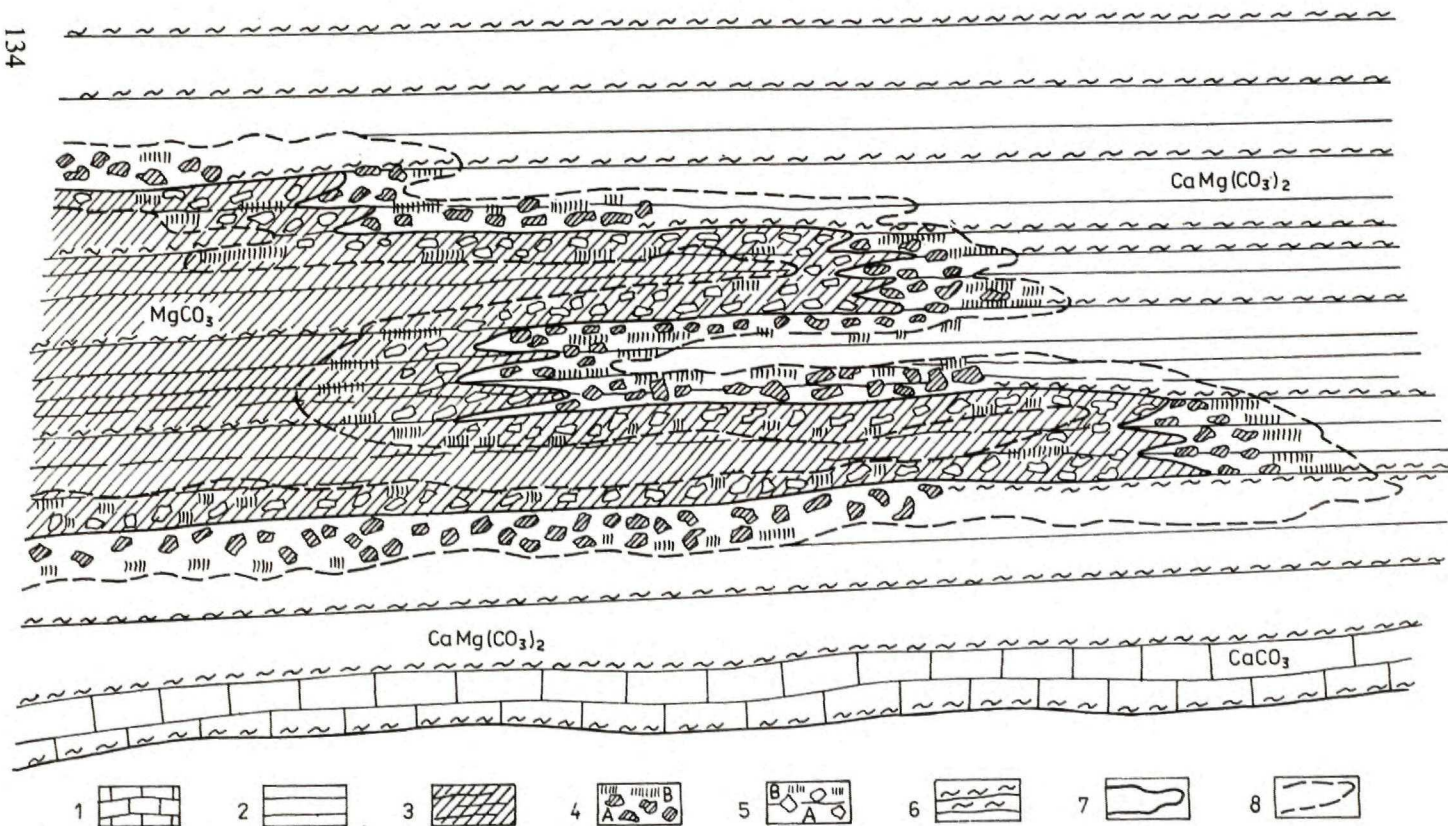 134
CaMg(CO₃)₂
MgCO₃
CaMg(CO₃)₂
CaCO₃
1 2 3 4 A B 5 B A 6 7 8